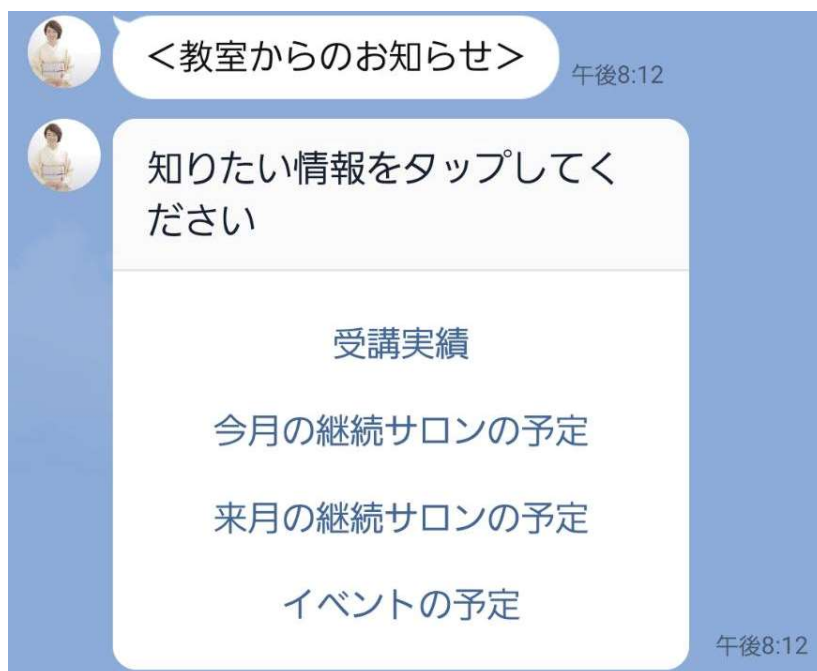 ＜教室からのお知らせ＞
午後8:12
知りたい情報をタップしてく
ださい
受講実績
今月の継続サロンの予定
来月の継続サロンの予定
イベントの予定
午後8:12